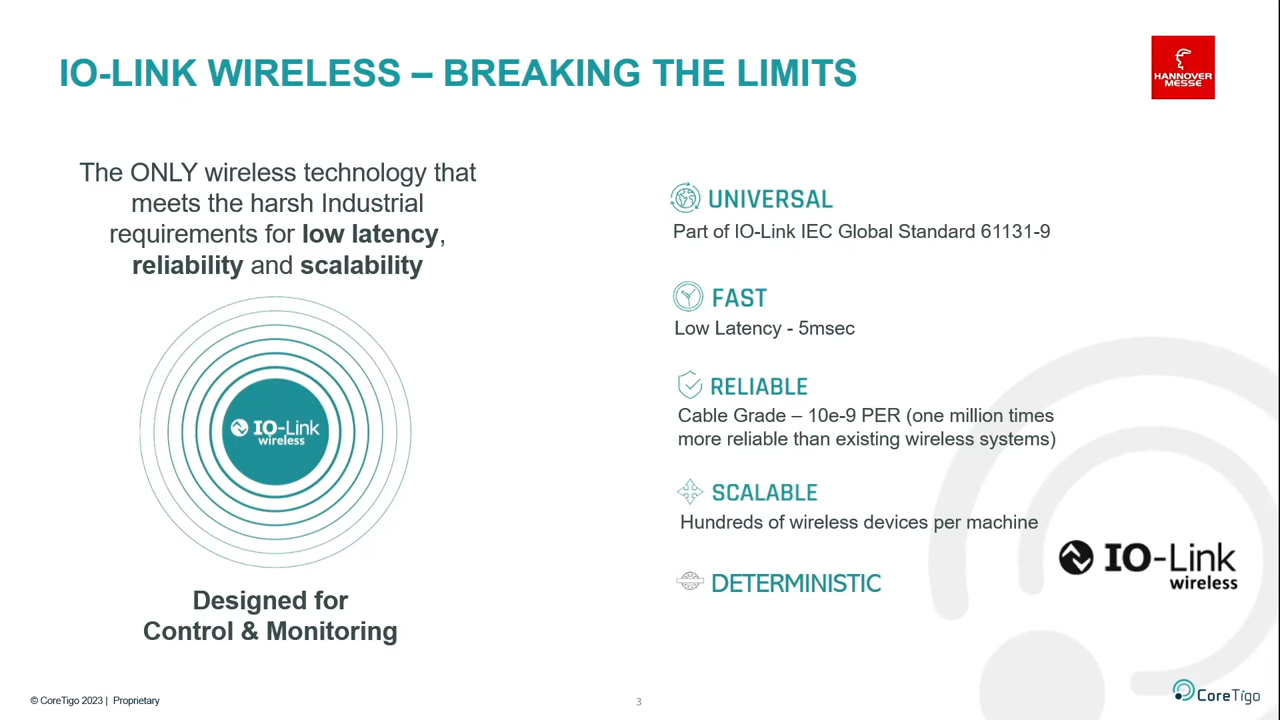 IO-LINK WIRELESS – BREAKING THE LIMITS
HANNOVER
MESSE
The ONLY wireless technology that
meets the harsh Industrial
requirements for low latency,
reliability and scalability
IO-Link
wireless
Designed for
Control & Monitoring
UNIVERSAL
Part of IO-Link IEC Global Standard 61131-9
FAST
Low Latency - 5msec
RELIABLE
Cable Grade – 10e-9 PER (one million times
more reliable than existing wireless systems)
SCALABLE
Hundreds of wireless devices per machine
DETERMINISTIC
IO-Link
wireless
© CoreTigo 2023 | Proprietary
3
CoreTigo